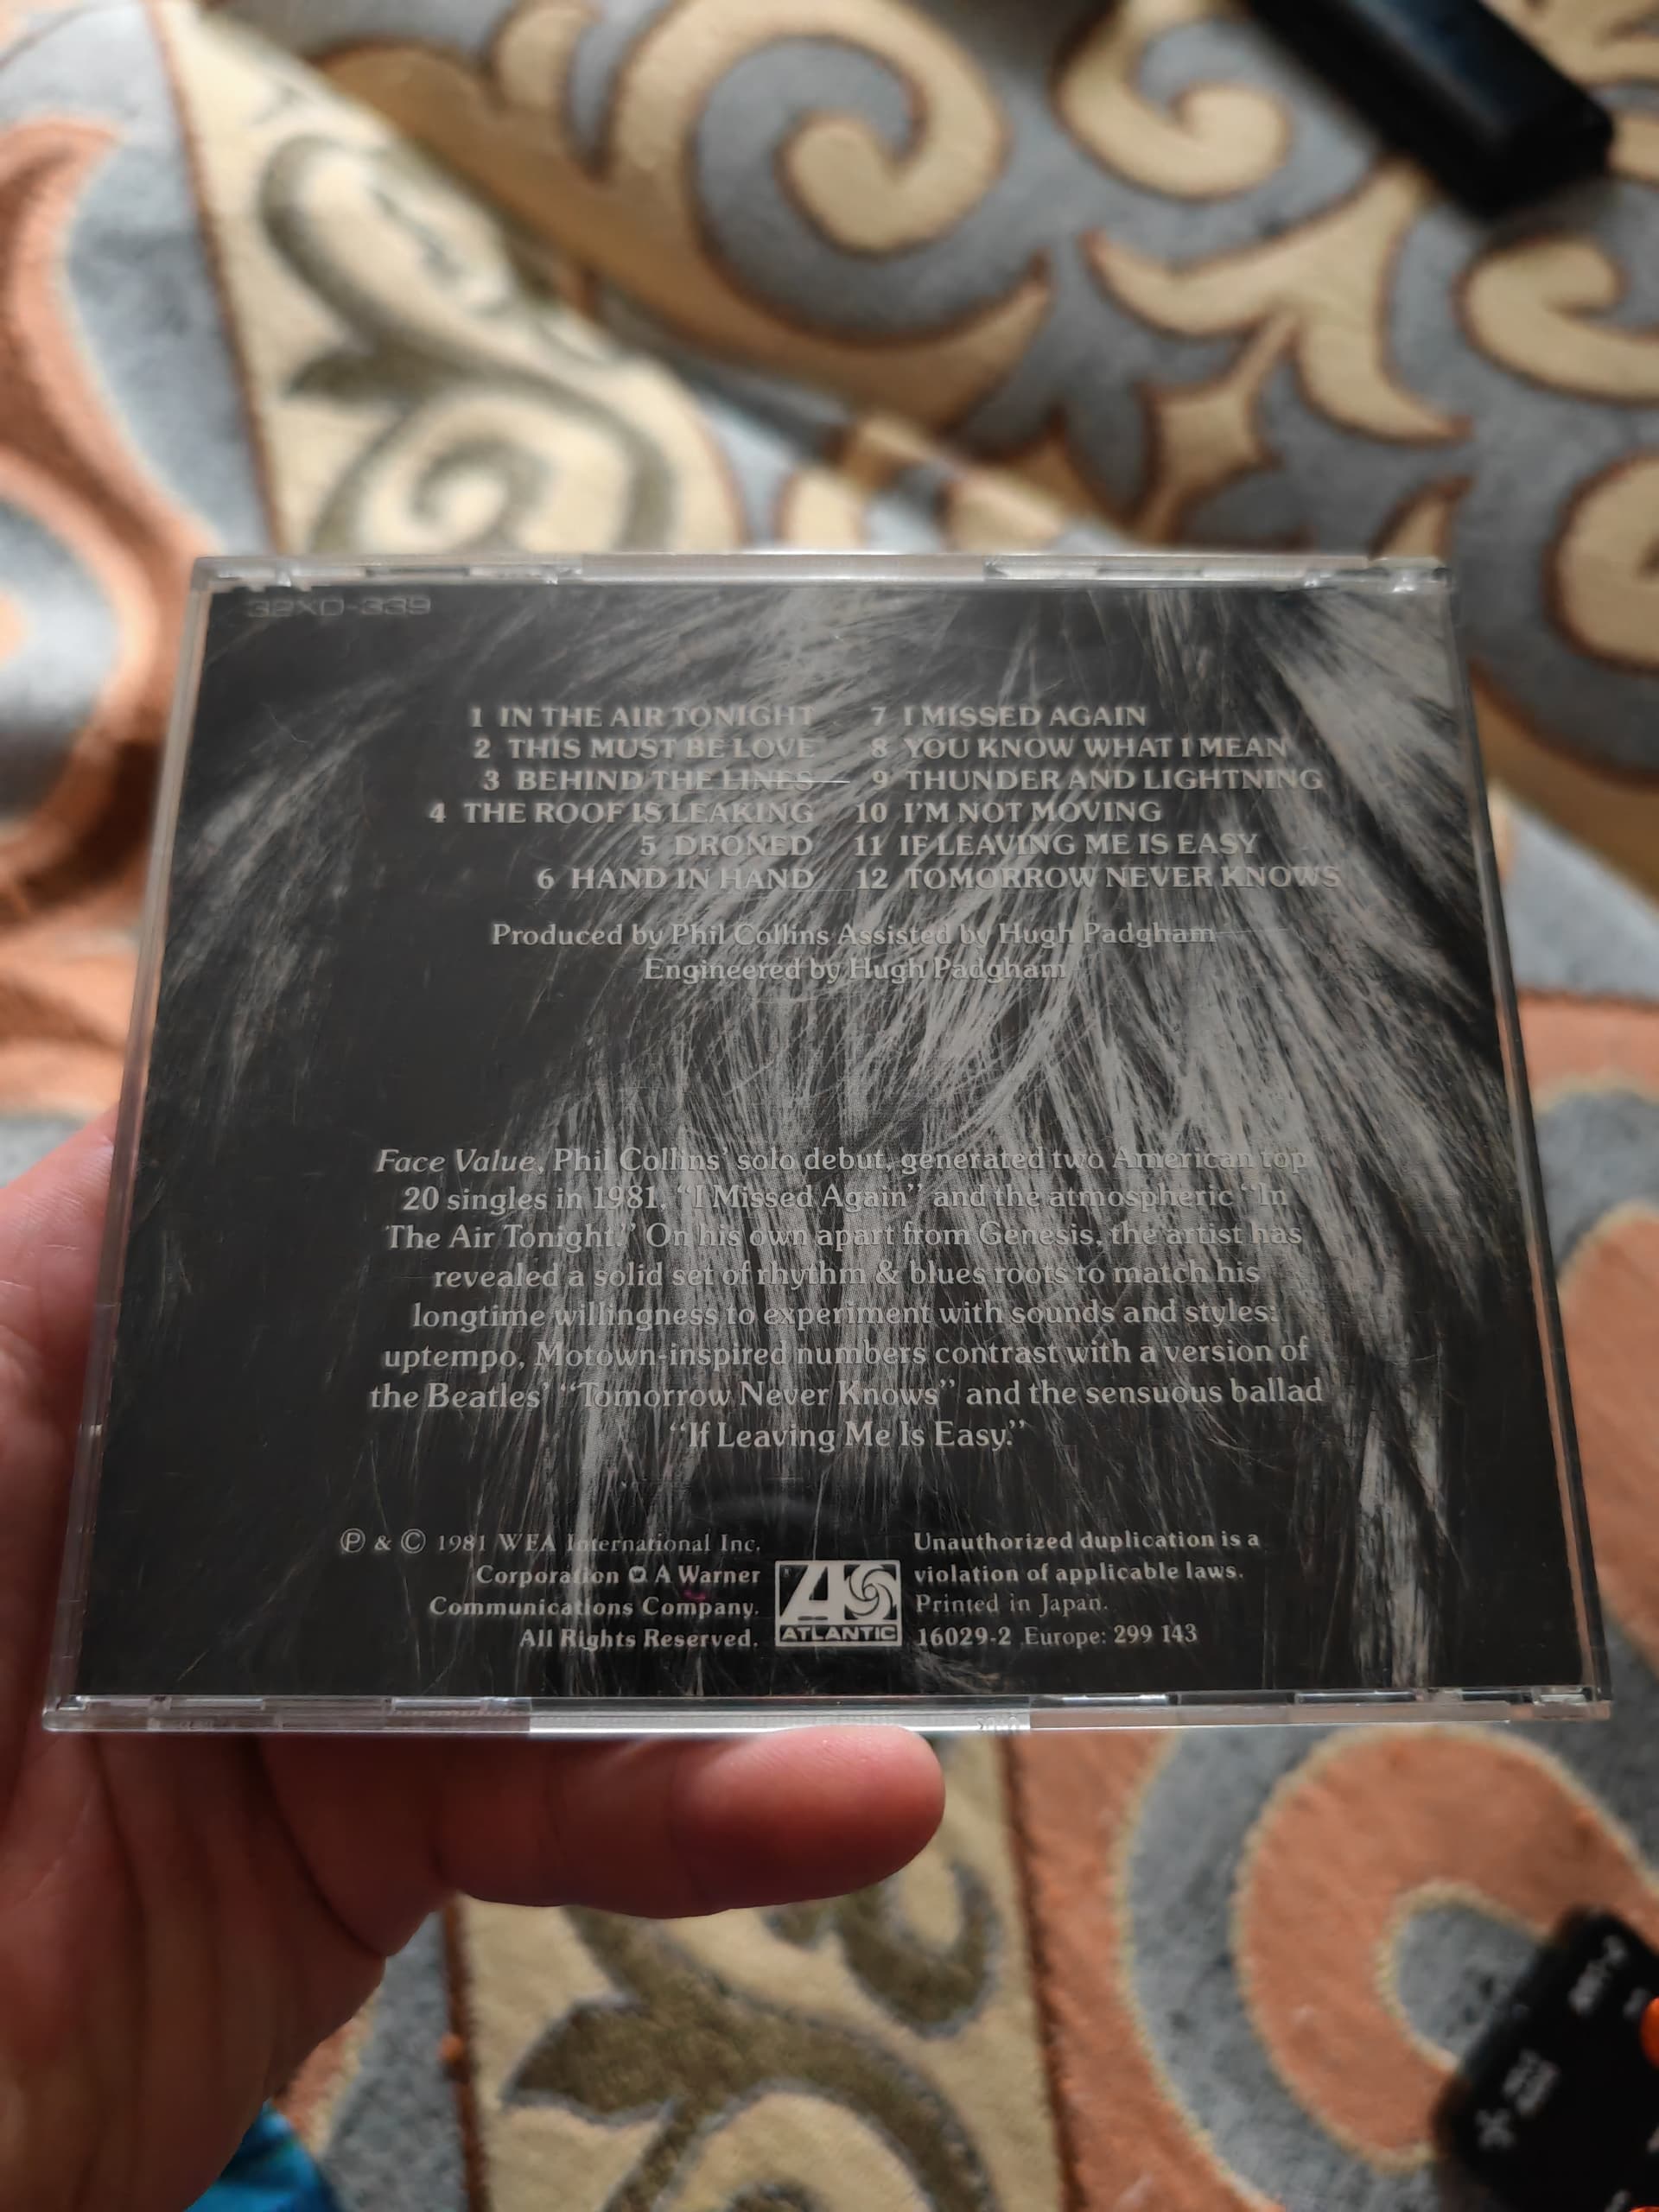 32XD-339
1 IN THE AIR TONIGHT
2 THIS MUST BE LOVE
3 BEHIND THE LINES
4 THE ROOF IS LEAKING
5 DRONED
6 HAND IN HAND
7 I MISSED AGAIN
8 YOU KNOW WHAT I MEAN
9 THUNDER AND LIGHTNING
10 I'M NOT MOVING
11 IF LEAVING ME IS EASY
12 TOMORROW NEVER KNOWS
Produced by Phil Collins Assisted by Hugh Padgham
Engineered by Hugh Padgham
Face Value, Phil Collins' solo debut, generated two American top
20 singles in 1981, “I Missed Again” and the atmospheric “In
The Air Tonight.” On his own apart from Genesis, the artist has
revealed a solid set of rhythm & blues roots to match his
longtime willingness to experiment with sounds and styles:
uptempo, Motown-inspired numbers contrast with a version of
the Beatles' “Tomorrow Never Knows” and the sensuous ballad
“If Leaving Me Is Easy.”
Ⓟ & © 1981 WEA International Inc.
Corporation A Warner
Communications Company.
All Rights Reserved.
ATLANTIC
Unauthorized duplication is a
violation of applicable laws.
Printed in Japan.
16029-2 Europe: 299 143